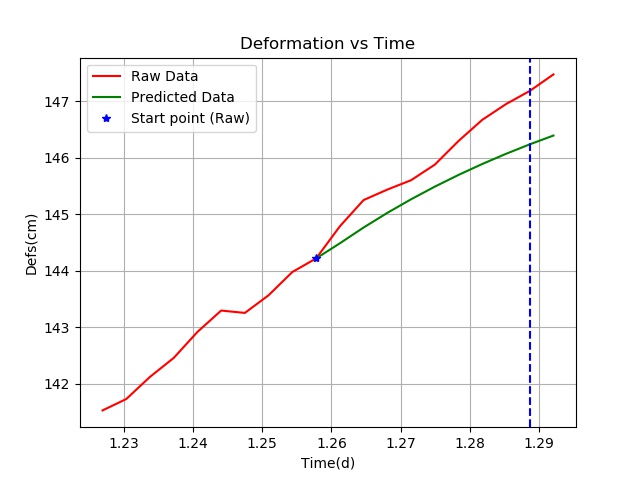 Deformation vs Time
Raw Data
Predicted Data
Start point (Raw)
147
146
145
144
143
142
Defs(cm)
1.23 1.24 1.25 1.26 1.27 1.28 1.29
Time(d)